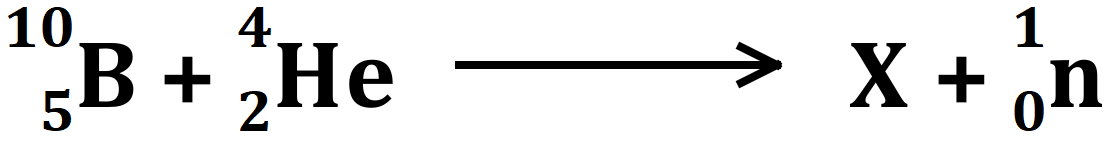 ¹⁰₅B + ⁴₂He ⟶ X + ¹₀n